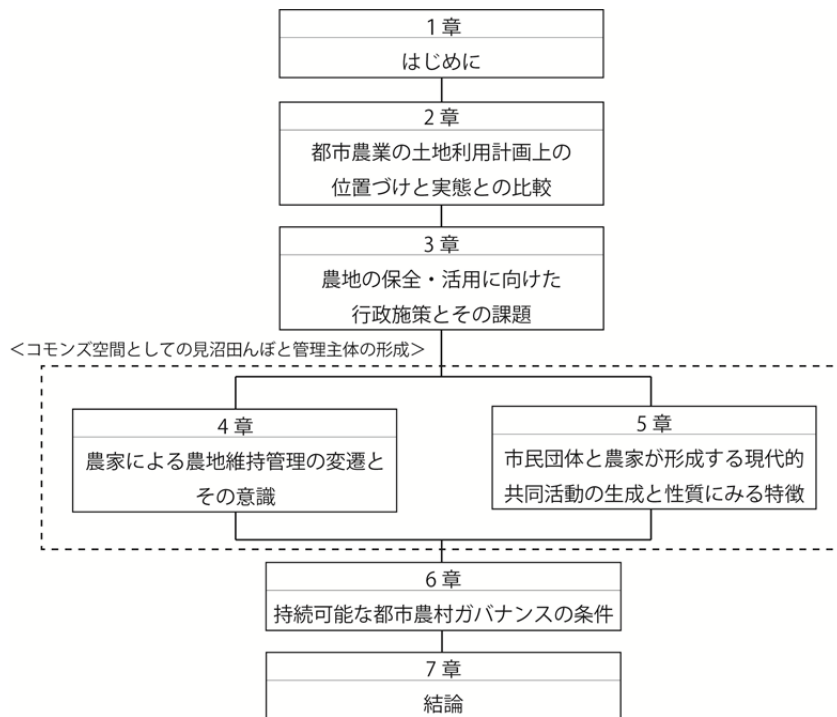 1 章
はじめに
2 章
都市農業の土地利用計画上の
位置づけと実態との比較
3 章
農地の保全・活用に向けた
行政施策とその課題
＜コモンズ空間としての見沼田んぼと管理主体の形成＞
4 章
農家による農地維持管理の変遷と
その意識
5 章
市民団体と農家が形成する現代的
共同活動の生成と性質にみる特徴
6 章
持続可能な都市農村ガバナンスの条件
7 章
結論